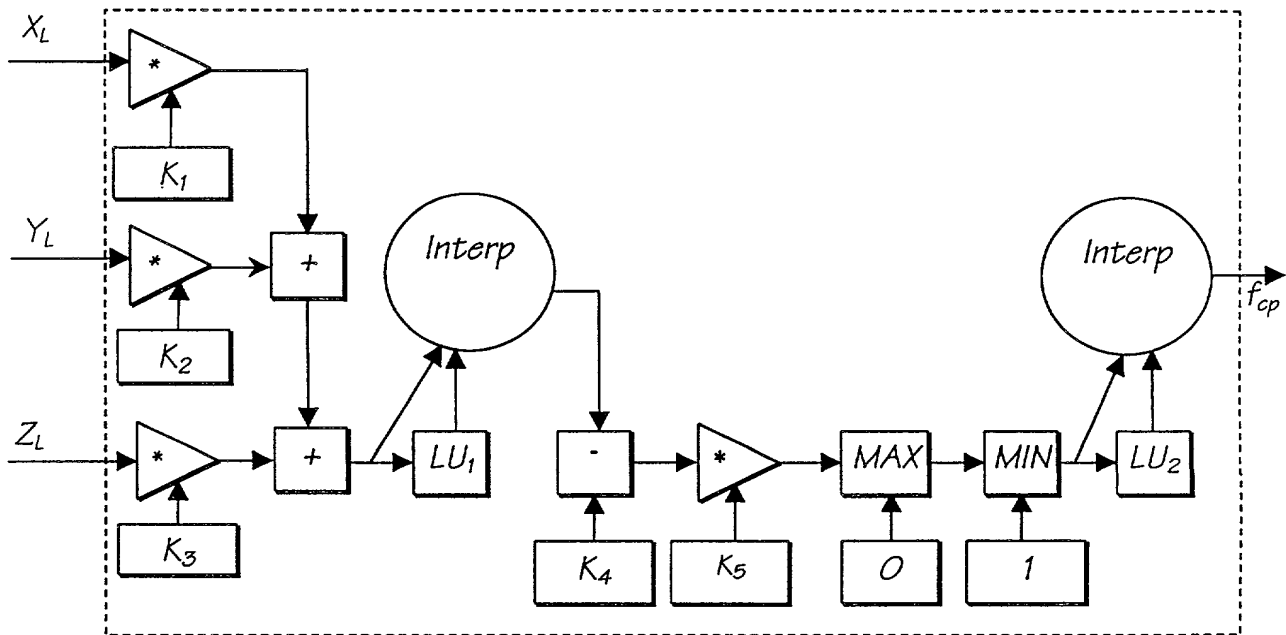 X_L
*
K_1
Y_L
*
+
K_2
Interp
Interp
f_cp
Z_L
*
+
LU_1
K_3
-
*
MAX
MIN
LU_2
K_4
K_5
0
1